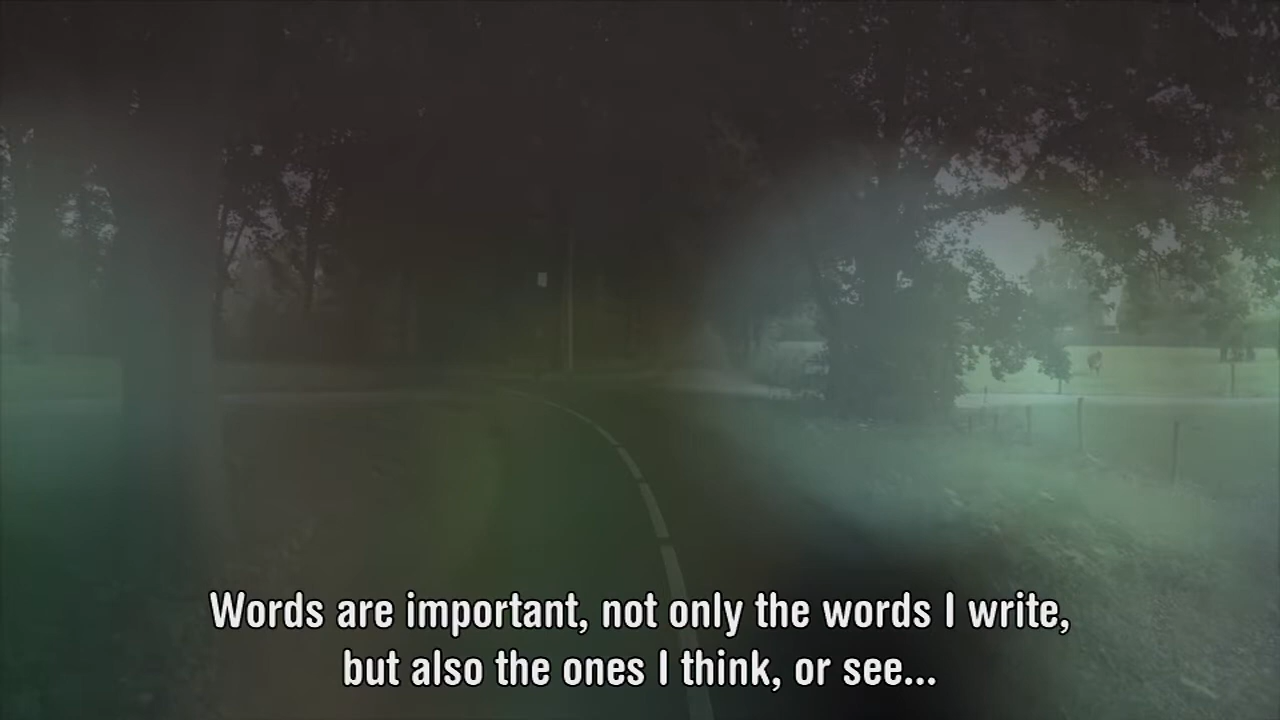 Words are important, not only the words I write,
but also the ones I think, or see...